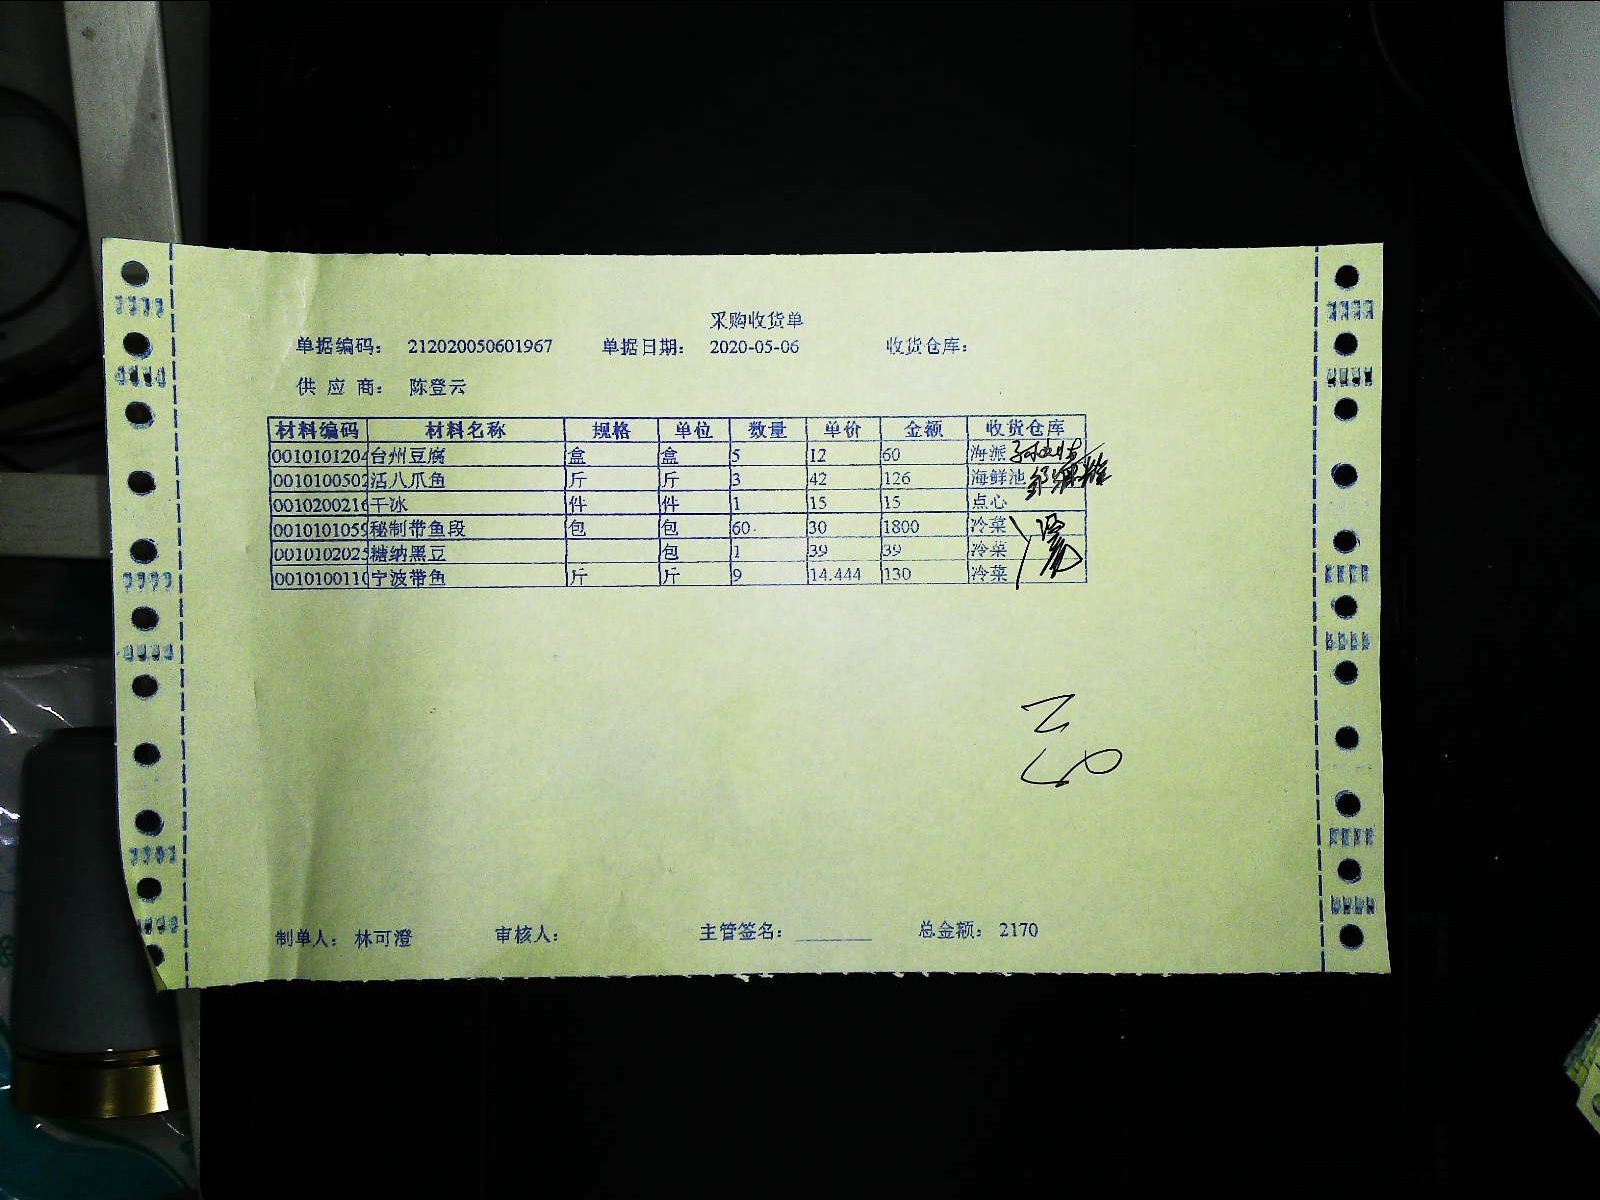 采购收货单
单据编码： 212020050601967 单据日期： 2020-05-06 收货仓库：
供 应 商： 陈登云
材料编码 材料名称 规格 单位 数量 单价 金额 收货仓库
0010101204 台州豆腐 盒 盒 5 12 60 海派
0010100502 活八爪鱼 斤 斤 3 42 126 海鲜池
0010200216 干冰 件 件 1 15 15 点心
0010101059 秘制带鱼段 包 包 60 30 1800 冷菜
0010102025 糖纳黑豆 包 1 39 39 冷菜
0010100110 宁波带鱼 斤 斤 9 14.444 130 冷菜
制单人： 林可澄 审核人： 主管签名： 总金额： 2170